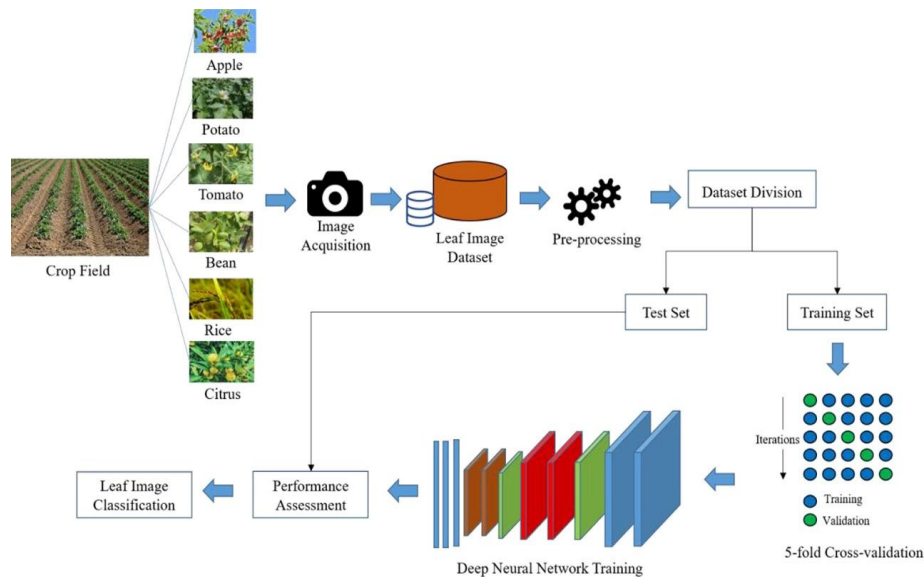 Apple
Potato
Tomato
Bean
Rice
Citrus
Crop Field
Image
Acquisition
Leaf Image
Dataset
Pre-processing
Dataset Division
Test Set
Training Set
Iterations
Training
Validation
5-fold Cross-validation
Deep Neural Network Training
Performance
Assessment
Leaf Image
Classification